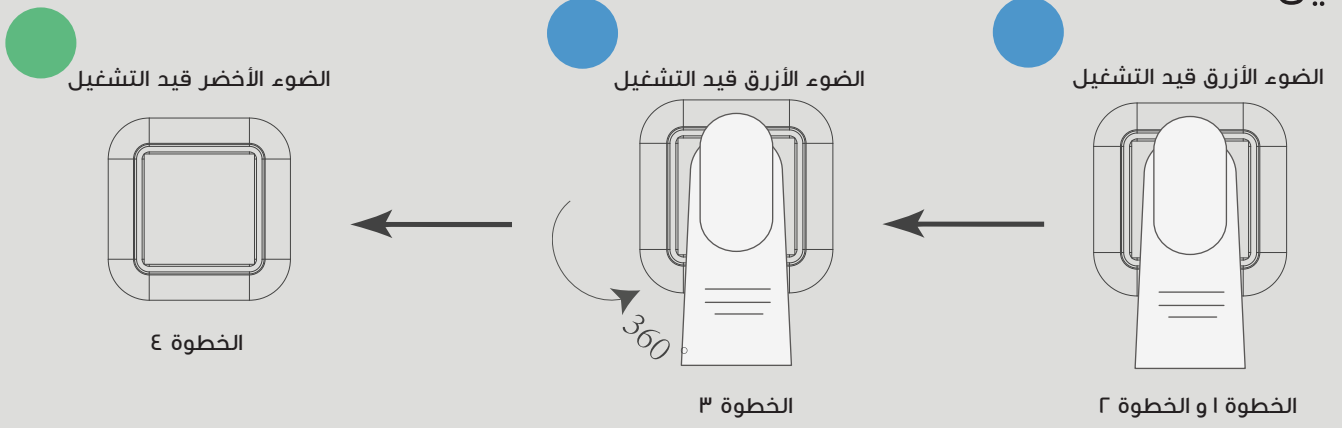 الضوء الأزرق قيد التشغيل
الخطوة ١ و الخطوة ٢
الضوء الأزرق قيد التشغيل
360°
الخطوة ٣
الضوء الأخضر قيد التشغيل
الخطوة ٤